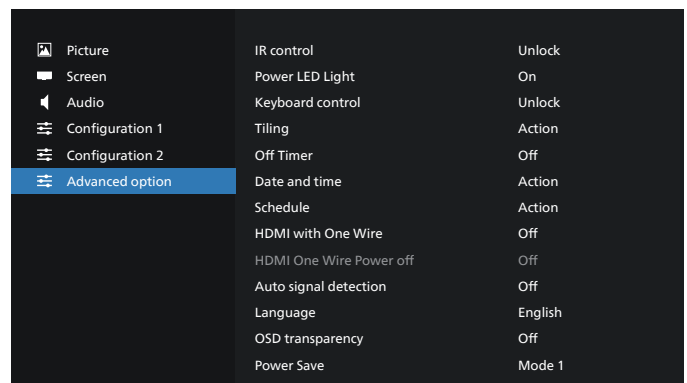 Picture
Screen
Audio
Configuration 1
Configuration 2
Advanced option
IR control Unlock
Power LED Light On
Keyboard control Unlock
Tiling Action
Off Timer Off
Date and time Action
Schedule Action
HDMI with One Wire Off
HDMI One Wire Power off Off
Auto signal detection Off
Language English
OSD transparency Off
Power Save Mode 1